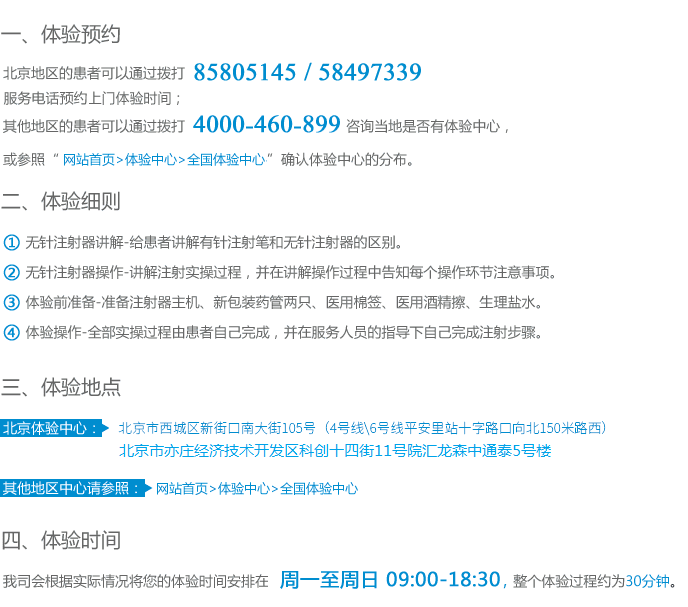 一、体验预约
北京地区的患者可以通过拨打 85805145 / 58497339
服务电话预约上门体验时间；
其他地区的患者可以通过拨打 4000-460-899 咨询当地是否有体验中心，
或参照“ 网站首页>体验中心>全国体验中心”确认体验中心的分布。
二、体验细则
① 无针注射器讲解-给患者讲解有针注射笔和无针注射器的区别。
② 无针注射器操作-讲解注射实操过程，并在讲解操作过程中告知每个操作环节注意事项。
③ 体验前准备-准备注射器主机、新包装药管两只、医用棉签、医用酒精擦、生理盐水。
④ 体验操作-全部实操过程由患者自己完成，并在服务人员的指导下自己完成注射步骤。
三、体验地点
北京体验中心： 北京市西城区新街口南大街105号（4号线\6号线平安里站十字路口向北150米路西）
北京市亦庄经济技术开发区科创十四街11号院汇龙森中通泰5号楼
其他地区中心请参照： 网站首页>体验中心>全国体验中心
四、体验时间
我司会根据实际情况将您的体验时间安排在 周一至周日 09:00-18:30，整个体验过程约为30分钟。